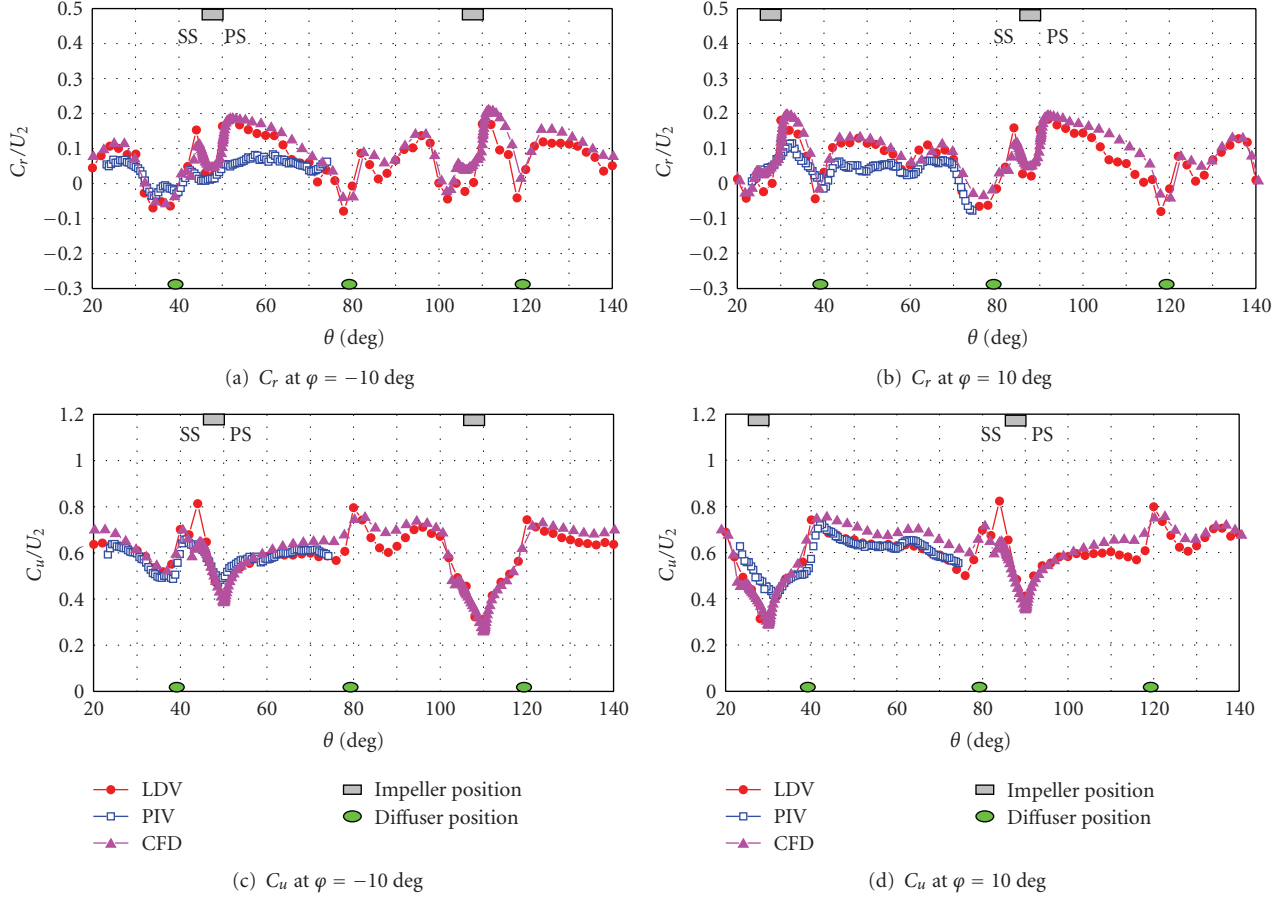 0.5
0.4
0.3
0.2
0.1
0
−0.1
−0.2
−0.3
C_r/U_2
SS PS
20 40 60 80 100 120 140
θ (deg)
(a) C_r at φ = −10 deg
0.5
0.4
0.3
0.2
0.1
0
−0.1
−0.2
−0.3
C_r/U_2
SS PS
20 40 60 80 100 120 140
θ (deg)
(b) C_r at φ = 10 deg
1.2
1
0.8
0.6
0.4
0.2
0
C_u/U_2
SS PS
20 40 60 80 100 120 140
θ (deg)
LDV
PIV
CFD
Impeller position
Diffuser position
(c) C_u at φ = −10 deg
1.2
1
0.8
0.6
0.4
0.2
0
C_u/U_2
SS PS
20 40 60 80 100 120 140
θ (deg)
LDV
PIV
CFD
Impeller position
Diffuser position
(d) C_u at φ = 10 deg